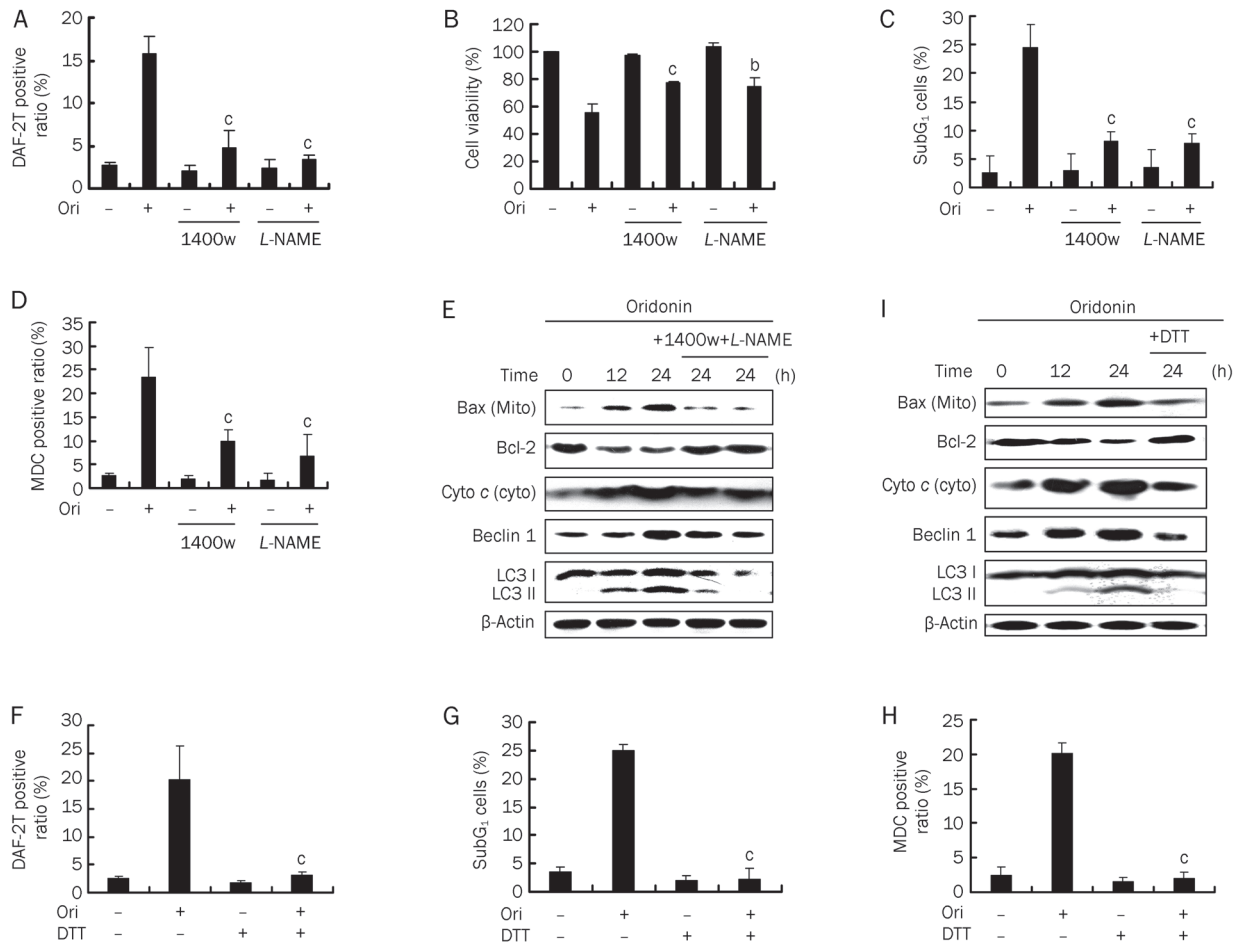 A
DAF-2T positive
ratio (%)
20
15
10
5
0
c
c
Ori
– + – + – +
1400w
L-NAME
B
Cell viability (%)
120
100
80
60
40
20
0
c
b
Ori
– + – + – +
1400w
L-NAME
C
SubG₁ cells (%)
30
25
20
15
10
5
0
c
c
Ori
– + – + – +
1400w
L-NAME
D
MDC positive ratio (%)
35
30
25
20
15
10
5
0
c
c
Ori
– + – + – +
1400w
L-NAME
E
Oridonin
+1400w+L-NAME
Time 0 12 24 24 24 (h)
Bax (Mito)
Bcl-2
Cyto c (cyto)
Beclin 1
LC3 I
LC3 II
β-Actin
I
Oridonin
+DTT
Time 0 12 24 24 (h)
Bax (Mito)
Bcl-2
Cyto c (cyto)
Beclin 1
LC3 I
LC3 II
β-Actin
F
DAF-2T positive
ratio (%)
30
25
20
15
10
5
0
c
Ori – + – +
DTT – – + +
G
SubG₁ cells (%)
30
25
20
15
10
5
0
c
Ori – + – +
DTT – – + +
H
MDC positive
ratio (%)
25
20
15
10
5
0
c
Ori – + – +
DTT – – + +